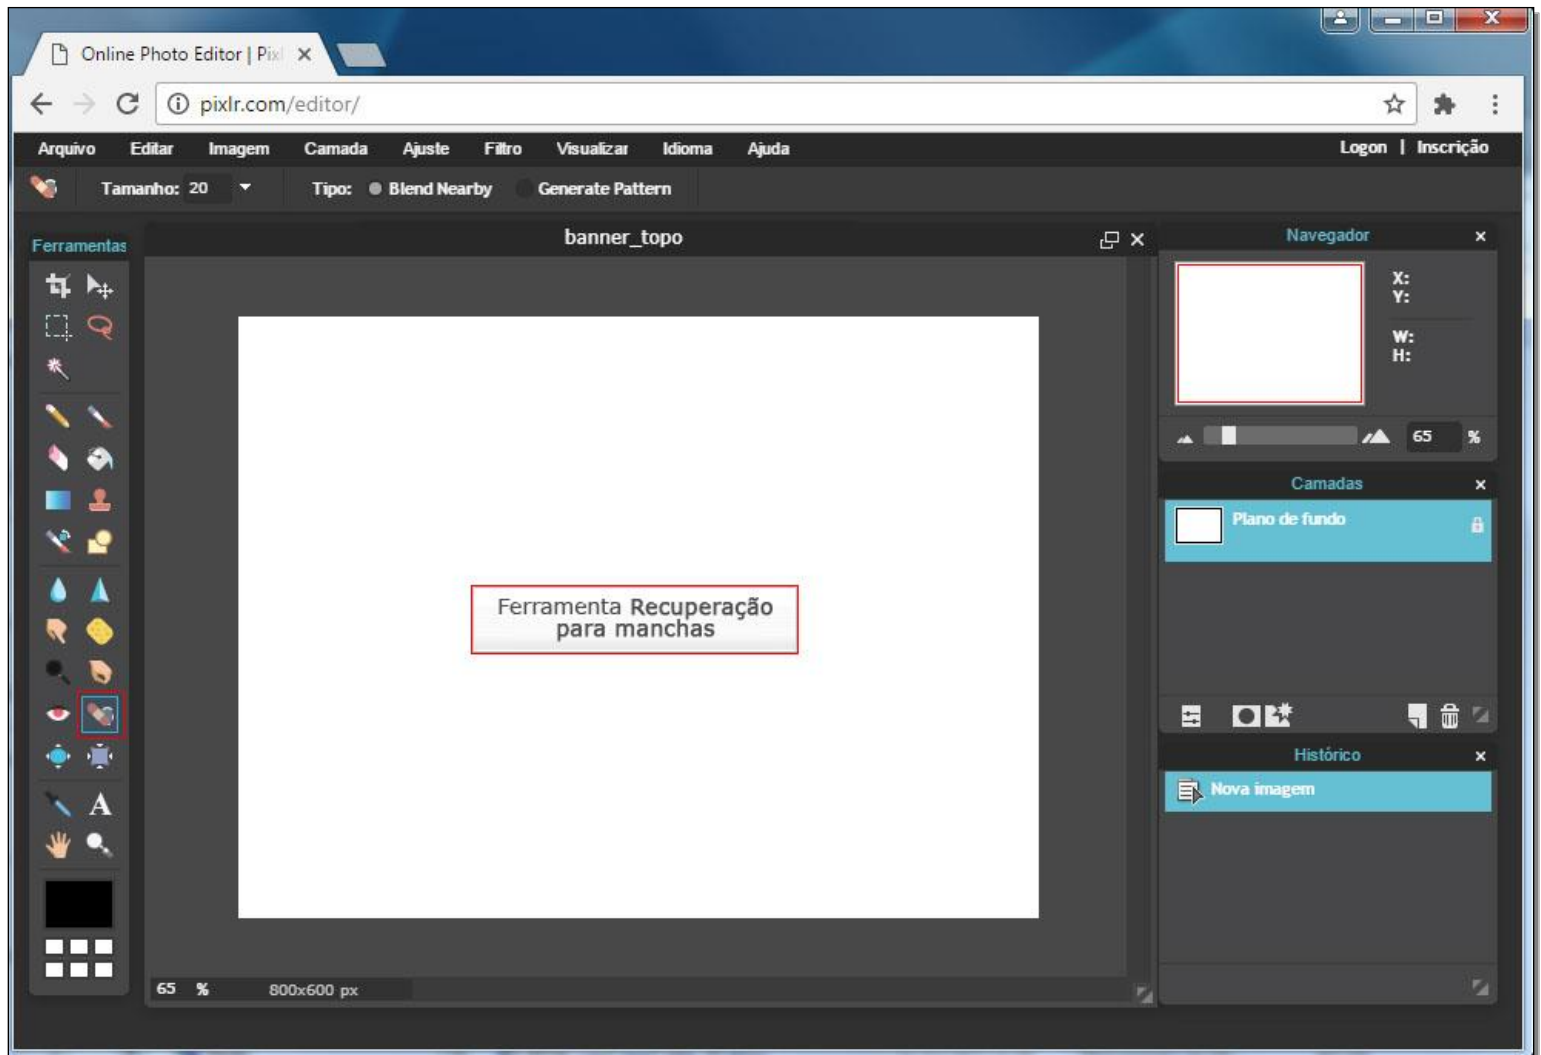 Online Photo Editor | Pixl
pixlr.com/editor/
Arquivo Editar Imagem Camada Ajuste Filtro Visualizar Idioma Ajuda Logon | Inscrição
Tamanho: 20 Tipo: Blend Nearby Generate Pattern
Ferramentas
banner_topo
Navegador
X:
Y:
W:
H:
65 %
Camadas
Plano de fundo
Ferramenta Recuperação
para manchas
Histórico
Nova imagem
A
65 % 800x600 px